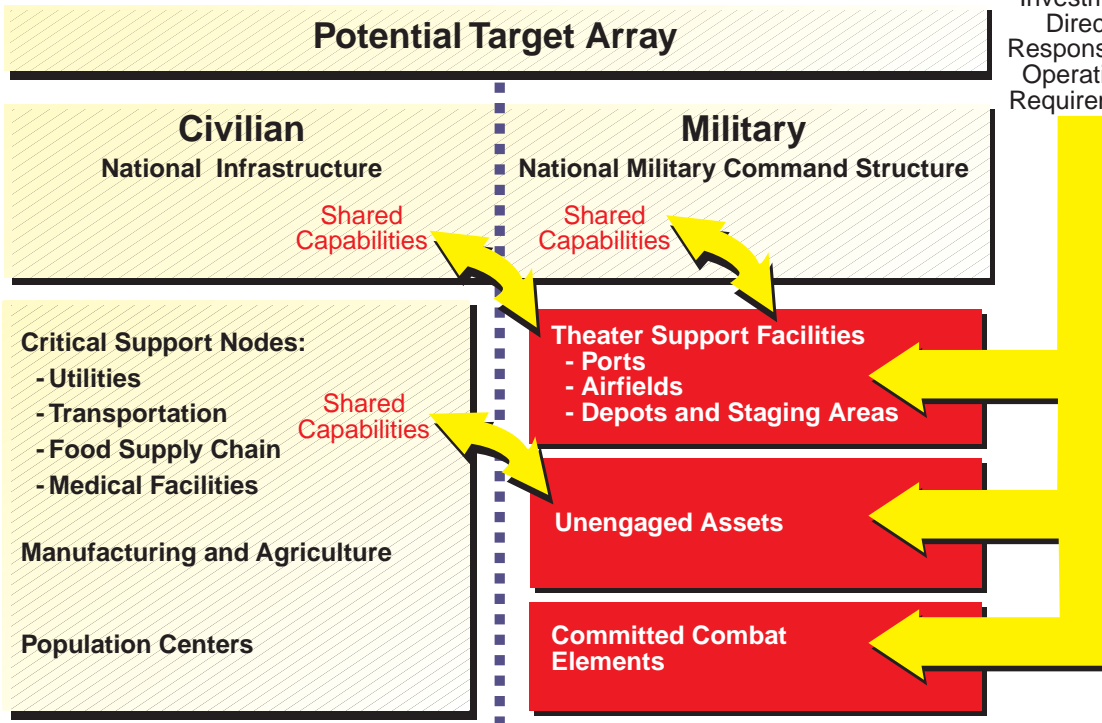 Potential Target Array
Civilian
National Infrastructure
Shared
Capabilities
Military
National Military Command Structure
Shared
Capabilities
Critical Support Nodes:
- Utilities
- Transportation
- Food Supply Chain
- Medical Facilities
Shared
Capabilities
Manufacturing and Agriculture
Population Centers
Theater Support Facilities
- Ports
- Airfields
- Depots and Staging Areas
Unengaged Assets
Committed Combat
Elements